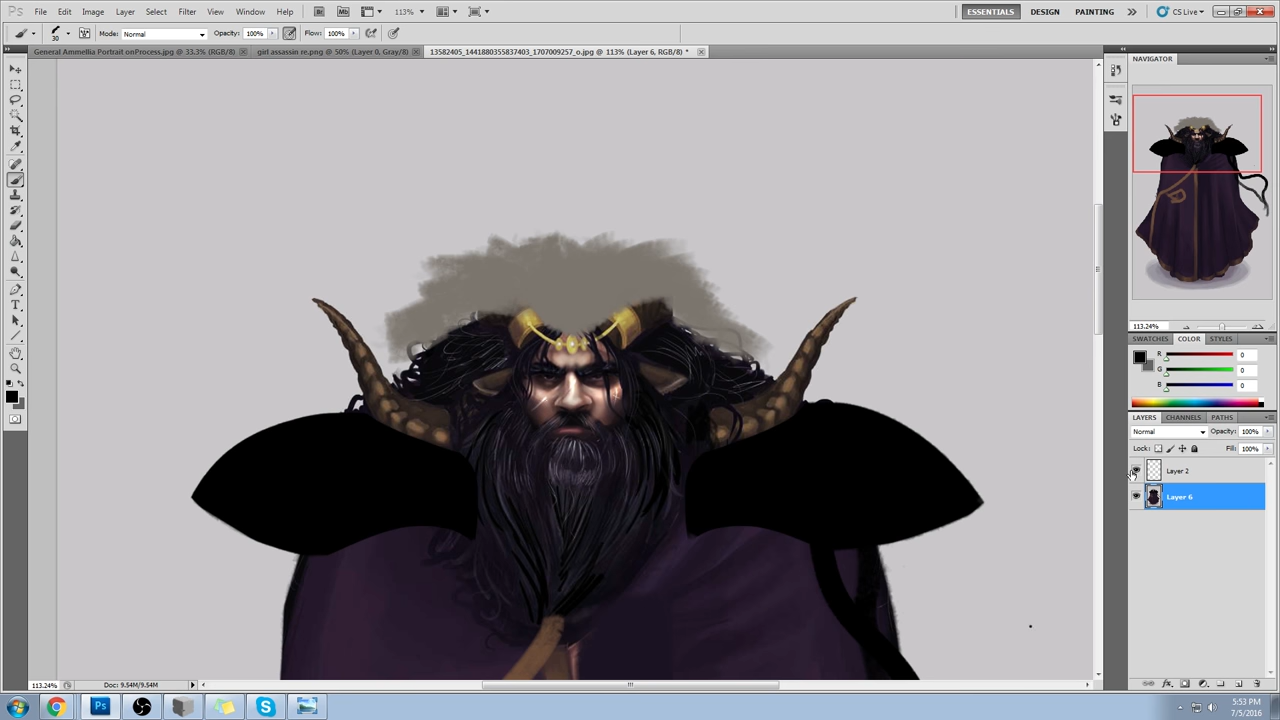 Ps File Edit Image Layer Select Filter View Window Help Br Mb 113% ESSENTIALS DESIGN PAINTING CS Live
30 Mode: Normal Opacity: 100% Flow: 100%
General Ammellia Portrait onProcess.jpg @ 33.3% (RGB/8) girl assassin re.png @ 50% (Layer 0, Gray/8) 13582405_1441880355837403_1707009257_o.jpg @ 113% (Layer 6, RGB/8) *
NAVIGATOR
113.24%
SWATCHES COLOR STYLES
R 0
G 0
B 0
LAYERS CHANNELS PATHS
Normal Opacity: 100%
Lock: Fill: 100%
Layer 2
Layer 6
113.24% Doc: 9.54M/9.54M
Ps
5:53 PM
7/5/2016